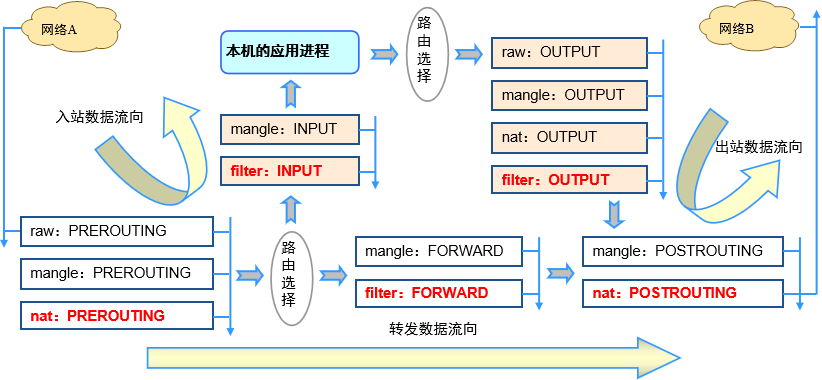 网络A
网络B
本机的应用进程
路由选择
raw：OUTPUT
mangle：OUTPUT
nat：OUTPUT
filter：OUTPUT
入站数据流向
mangle：INPUT
filter：INPUT
出站数据流向
raw：PREROUTING
mangle：PREROUTING
nat：PREROUTING
路由选择
mangle：FORWARD
filter：FORWARD
mangle：POSTROUTING
nat：POSTROUTING
转发数据流向